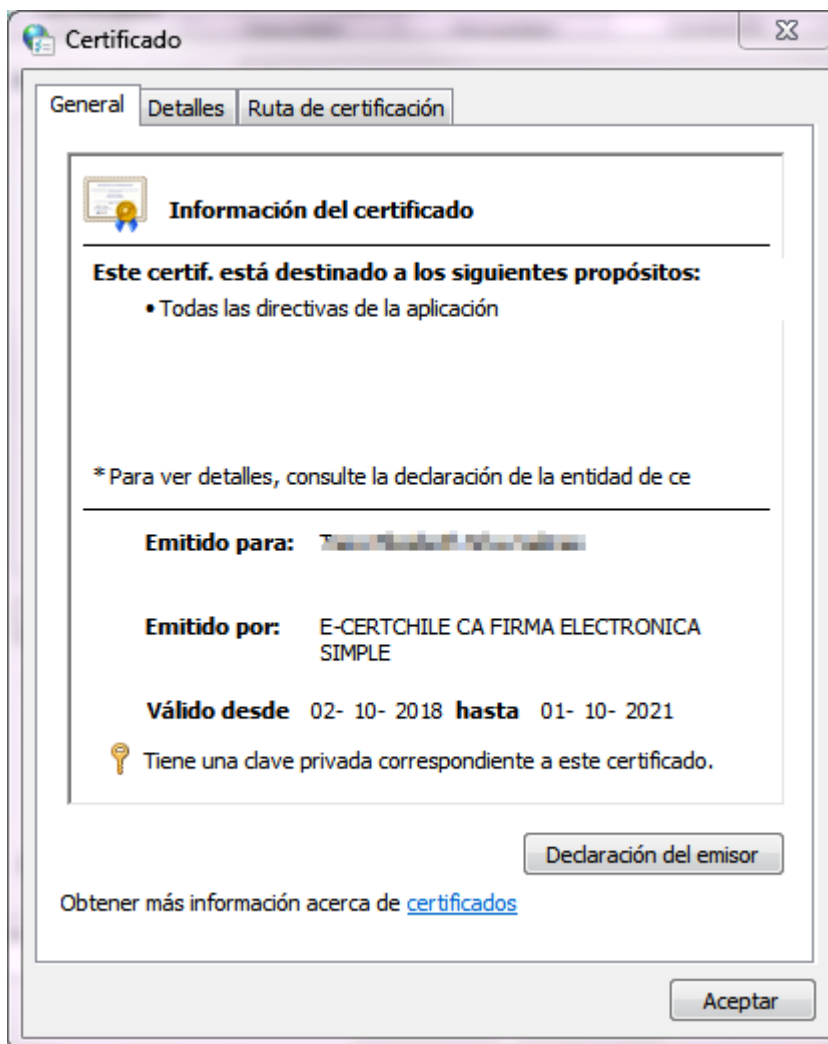 Certificado
General Detalles Ruta de certificación
Información del certificado
Este certif. está destinado a los siguientes propósitos:
• Todas las directivas de la aplicación
* Para ver detalles, consulte la declaración de la entidad de ce
Emitido para:
Emitido por: E-CERTCHILE CA FIRMA ELECTRONICA
SIMPLE
Válido desde 02- 10- 2018 hasta 01- 10- 2021
Tiene una clave privada correspondiente a este certificado.
Declaración del emisor
Obtener más información acerca de certificados
Aceptar